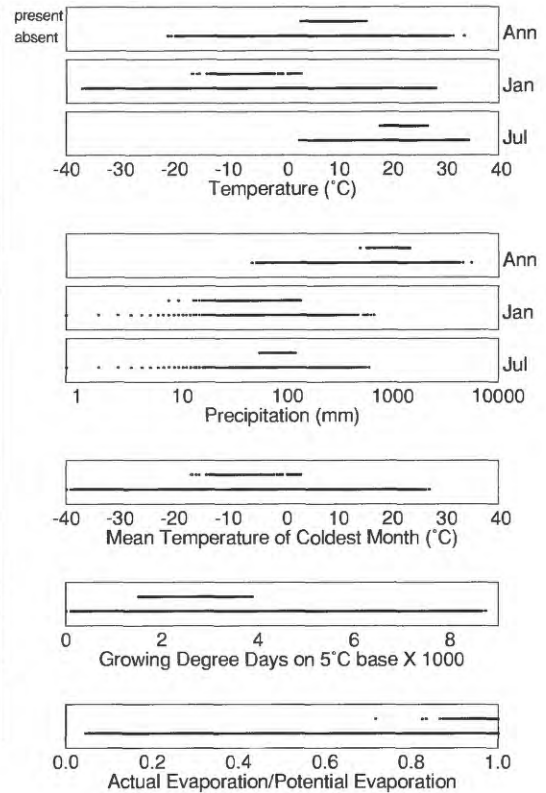 present
absent
Ann
Jan
Jul
-40 -30 -20 -10 0 10 20 30 40
Temperature (°C)
Ann
Jan
Jul
1 10 100 1000 10000
Precipitation (mm)
-40 -30 -20 -10 0 10 20 30 40
Mean Temperature of Coldest Month (°C)
0 2 4 6 8
Growing Degree Days on 5°C base X 1000
0.0 0.2 0.4 0.6 0.8 1.0
Actual Evaporation/Potential Evaporation